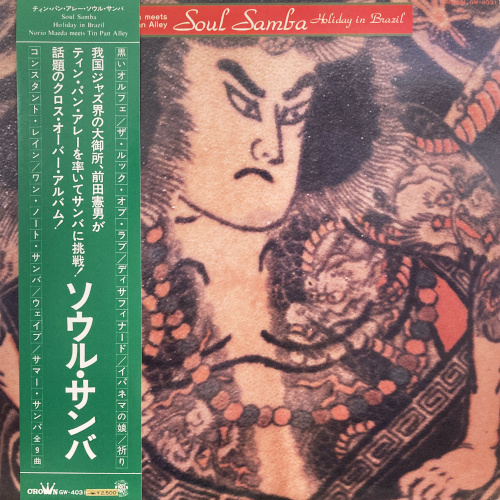 ティン・パン・アレー・ソウル・サンバ
Soul Samba
Holiday in Brazil
Norio Maeda meets Tin Pan Alley
黒いオルフェ/ザ・ルック・オブ・ラブ/ディサフィナード/イパネマの娘/祈り
コンスタント・レイン/ワン・ノート・サンバ/ウェイブ/サマー・サンバ 全9曲
我国ジャズ界の大御所、前田憲男が
ティン・パン・アレーを率いてサンバに挑戦!
話題のクロス・オーバー・アルバム!
ソウル・サンバ
CROWN GW-4031 ¥2,500
meets
n Alley
Soul Samba
Holiday in Brazil
GW-4031